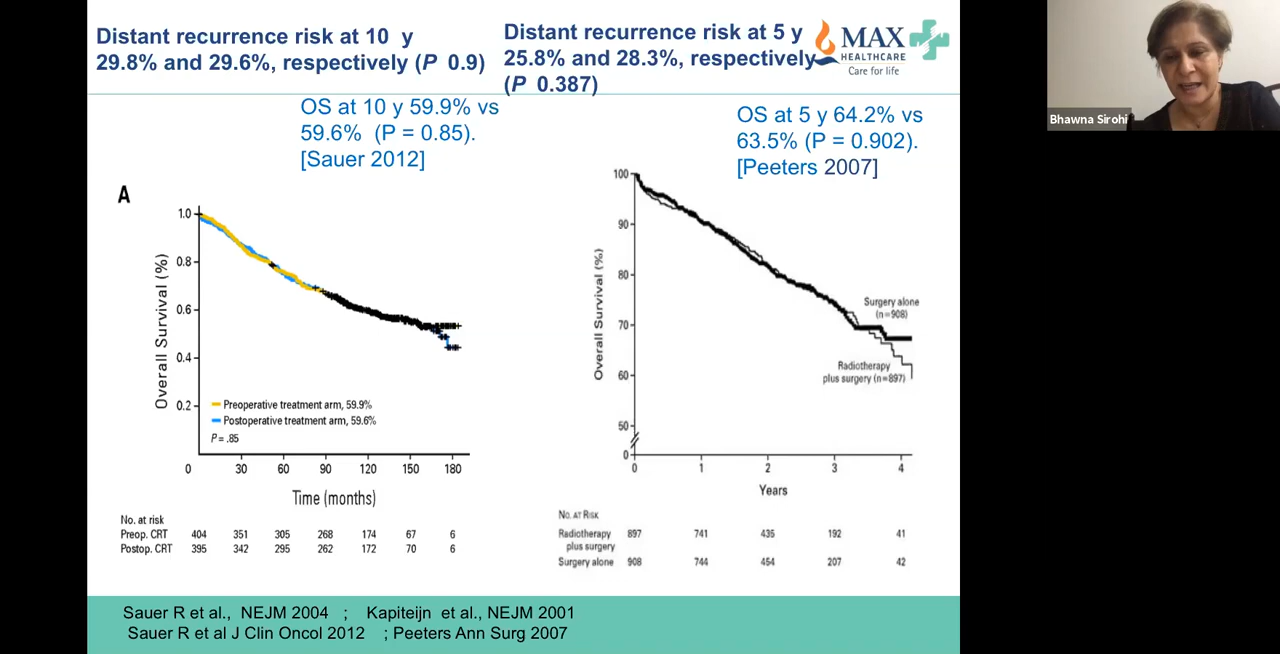 Distant recurrence risk at 10 y
29.8% and 29.6%, respectively (P 0.9)
Distant recurrence risk at 5 y
25.8% and 28.3%, respectively
(P 0.387)
MAX
HEALTHCARE
Care for life
Bhawna Sirohi
OS at 10 y 59.9% vs
59.6% (P = 0.85).
[Sauer 2012]
OS at 5 y 64.2% vs
63.5% (P = 0.902).
[Peeters 2007]
A
Overall Survival (%)
1.0
0.8
0.6
0.4
0.2
Preoperative treatment arm, 59.9%
Postoperative treatment arm, 59.6%
P = .85
0 30 60 90 120 150 180
Time (months)
No. at risk
Preop. CRT 404 351 305 268 174 67 6
Postop. CRT 395 342 295 262 172 70 6
Overall Survival (%)
100
90
80
70
60
50
0
Surgery alone
(n=908)
Radiotherapy
plus surgery (n=897)
0 1 2 3 4
Years
No. at Risk
Radiotherapy 897 741 435 192 41
plus surgery
Surgery alone 908 744 454 207 42
Sauer R et al., NEJM 2004 ; Kapiteijn et al., NEJM 2001
Sauer R et al J Clin Oncol 2012 ; Peeters Ann Surg 2007